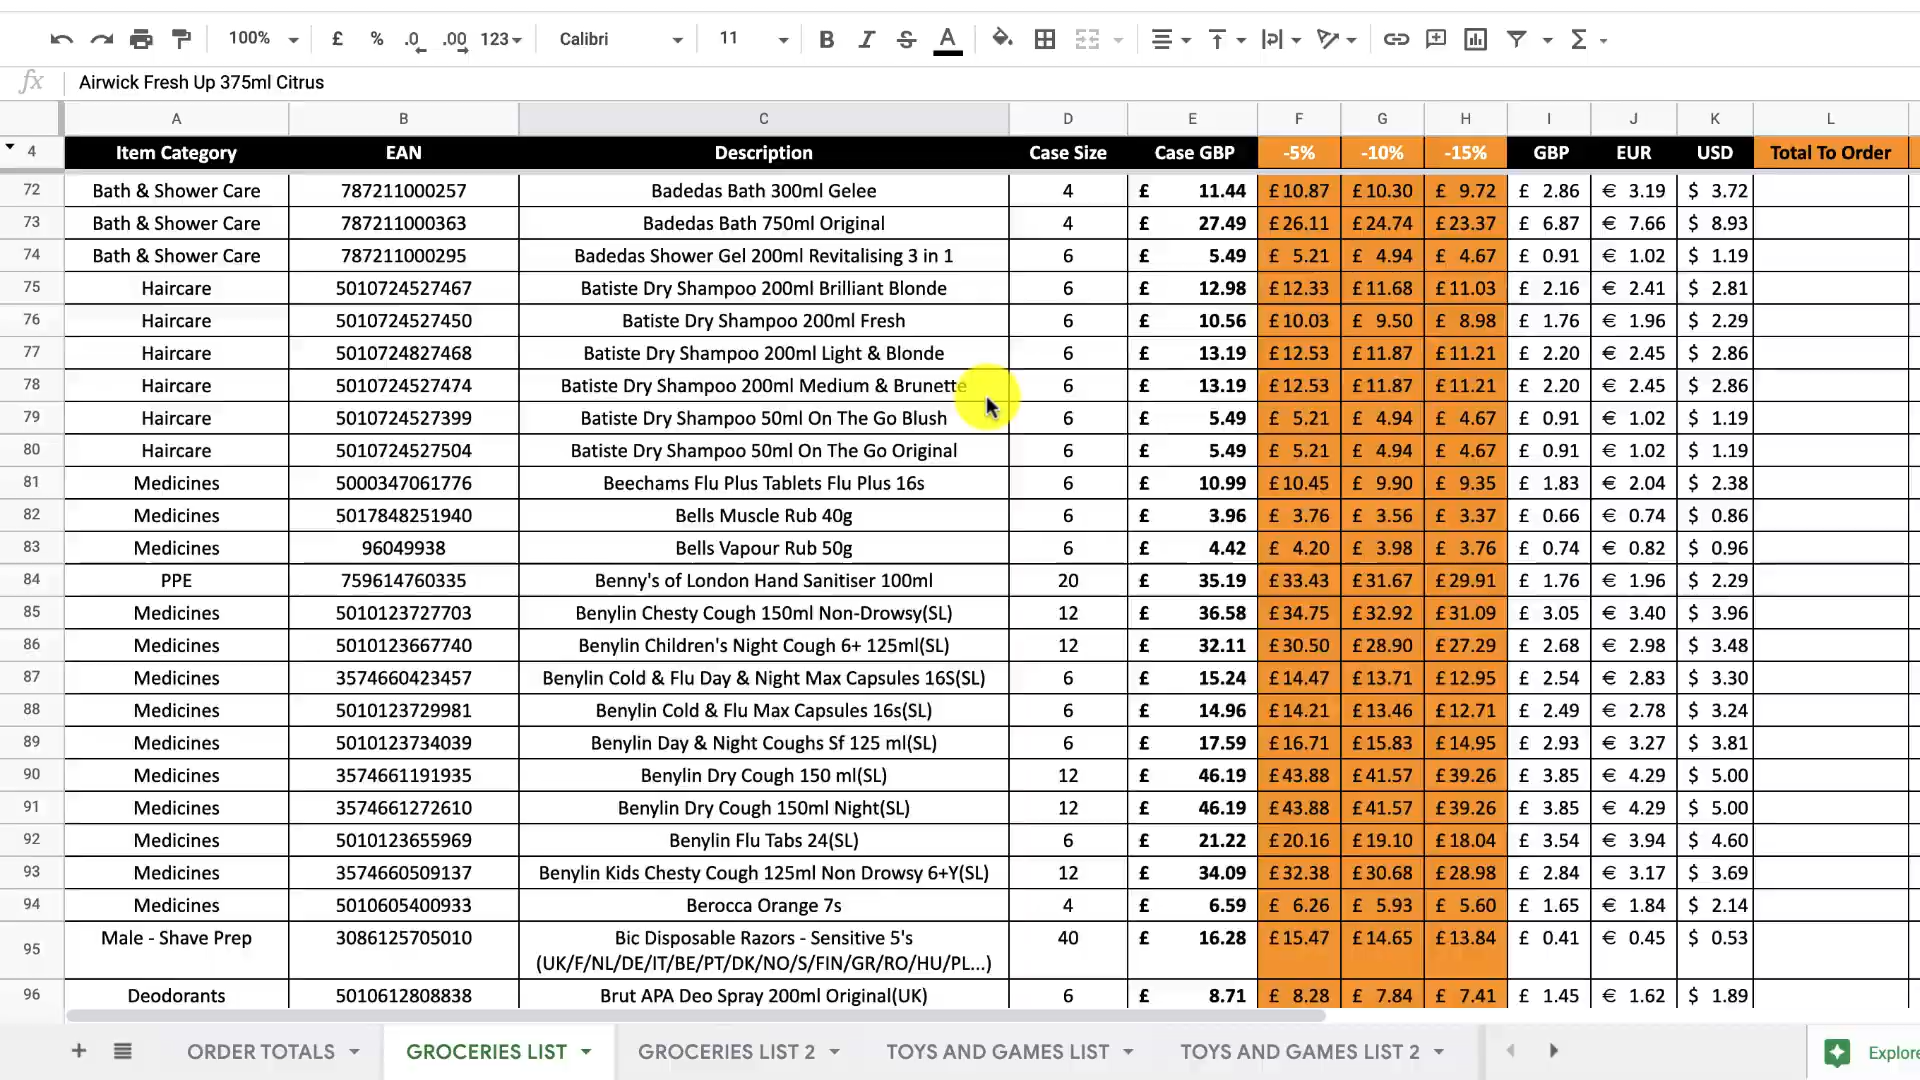 100% £ % .0 .00 123 Calibri 11 B I S A Σ
fx Airwick Fresh Up 375ml Citrus
A B C D E F G H I J K L
4 Item Category EAN Description Case Size Case GBP -5% -10% -15% GBP EUR USD Total To Order
72 Bath & Shower Care 787211000257 Badedas Bath 300ml Gelee 4 £ 11.44 £ 10.87 £ 10.30 £ 9.72 £ 2.86 € 3.19 $ 3.72
73 Bath & Shower Care 787211000363 Badedas Bath 750ml Original 4 £ 27.49 £ 26.11 £ 24.74 £ 23.37 £ 6.87 € 7.66 $ 8.93
74 Bath & Shower Care 787211000295 Badedas Shower Gel 200ml Revitalising 3 in 1 6 £ 5.49 £ 5.21 £ 4.94 £ 4.67 £ 0.91 € 1.02 $ 1.19
75 Haircare 5010724527467 Batiste Dry Shampoo 200ml Brilliant Blonde 6 £ 12.98 £ 12.33 £ 11.68 £ 11.03 £ 2.16 € 2.41 $ 2.81
76 Haircare 5010724527450 Batiste Dry Shampoo 200ml Fresh 6 £ 10.56 £ 10.03 £ 9.50 £ 8.98 £ 1.76 € 1.96 $ 2.29
77 Haircare 5010724827468 Batiste Dry Shampoo 200ml Light & Blonde 6 £ 13.19 £ 12.53 £ 11.87 £ 11.21 £ 2.20 € 2.45 $ 2.86
78 Haircare 5010724527474 Batiste Dry Shampoo 200ml Medium & Brunette 6 £ 13.19 £ 12.53 £ 11.87 £ 11.21 £ 2.20 € 2.45 $ 2.86
79 Haircare 5010724527399 Batiste Dry Shampoo 50ml On The Go Blush 6 £ 5.49 £ 5.21 £ 4.94 £ 4.67 £ 0.91 € 1.02 $ 1.19
80 Haircare 5010724527504 Batiste Dry Shampoo 50ml On The Go Original 6 £ 5.49 £ 5.21 £ 4.94 £ 4.67 £ 0.91 € 1.02 $ 1.19
81 Medicines 5000347061776 Beechams Flu Plus Tablets Flu Plus 16s 6 £ 10.99 £ 10.45 £ 9.90 £ 9.35 £ 1.83 € 2.04 $ 2.38
82 Medicines 5017848251940 Bells Muscle Rub 40g 6 £ 3.96 £ 3.76 £ 3.56 £ 3.37 £ 0.66 € 0.74 $ 0.86
83 Medicines 96049938 Bells Vapour Rub 50g 6 £ 4.42 £ 4.20 £ 3.98 £ 3.76 £ 0.74 € 0.82 $ 0.96
84 PPE 759614760335 Benny's of London Hand Sanitiser 100ml 20 £ 35.19 £ 33.43 £ 31.67 £ 29.91 £ 1.76 € 1.96 $ 2.29
85 Medicines 5010123727703 Benylin Chesty Cough 150ml Non-Drowsy(SL) 12 £ 36.58 £ 34.75 £ 32.92 £ 31.09 £ 3.05 € 3.40 $ 3.96
86 Medicines 5010123667740 Benylin Children's Night Cough 6+ 125ml(SL) 12 £ 32.11 £ 30.50 £ 28.90 £ 27.29 £ 2.68 € 2.98 $ 3.48
87 Medicines 3574660423457 Benylin Cold & Flu Day & Night Max Capsules 16S(SL) 6 £ 15.24 £ 14.47 £ 13.71 £ 12.95 £ 2.54 € 2.83 $ 3.30
88 Medicines 5010123729981 Benylin Cold & Flu Max Capsules 16s(SL) 6 £ 14.96 £ 14.21 £ 13.46 £ 12.71 £ 2.49 € 2.78 $ 3.24
89 Medicines 5010123734039 Benylin Day & Night Coughs Sf 125 ml(SL) 6 £ 17.59 £ 16.71 £ 15.83 £ 14.95 £ 2.93 € 3.27 $ 3.81
90 Medicines 3574661191935 Benylin Dry Cough 150 ml(SL) 12 £ 46.19 £ 43.88 £ 41.57 £ 39.26 £ 3.85 € 4.29 $ 5.00
91 Medicines 3574661272610 Benylin Dry Cough 150ml Night(SL) 12 £ 46.19 £ 43.88 £ 41.57 £ 39.26 £ 3.85 € 4.29 $ 5.00
92 Medicines 5010123655969 Benylin Flu Tabs 24(SL) 6 £ 21.22 £ 20.16 £ 19.10 £ 18.04 £ 3.54 € 3.94 $ 4.60
93 Medicines 3574660509137 Benylin Kids Chesty Cough 125ml Non Drowsy 6+Y(SL) 12 £ 34.09 £ 32.38 £ 30.68 £ 28.98 £ 2.84 € 3.17 $ 3.69
94 Medicines 5010605400933 Berocca Orange 7s 4 £ 6.59 £ 6.26 £ 5.93 £ 5.60 £ 1.65 € 1.84 $ 2.14
95 Male - Shave Prep 3086125705010 Bic Disposable Razors - Sensitive 5's 40 £ 16.28 £ 15.47 £ 14.65 £ 13.84 £ 0.41 € 0.45 $ 0.53
(UK/F/NL/DE/IT/BE/PT/DK/NO/S/FIN/GR/RO/HU/PL...)
96 Deodorants 5010612808838 Brut APA Deo Spray 200ml Original(UK) 6 £ 8.71 £ 8.28 £ 7.84 £ 7.41 £ 1.45 € 1.62 $ 1.89
ORDER TOTALS GROCERIES LIST GROCERIES LIST 2 TOYS AND GAMES LIST TOYS AND GAMES LIST 2 Explore